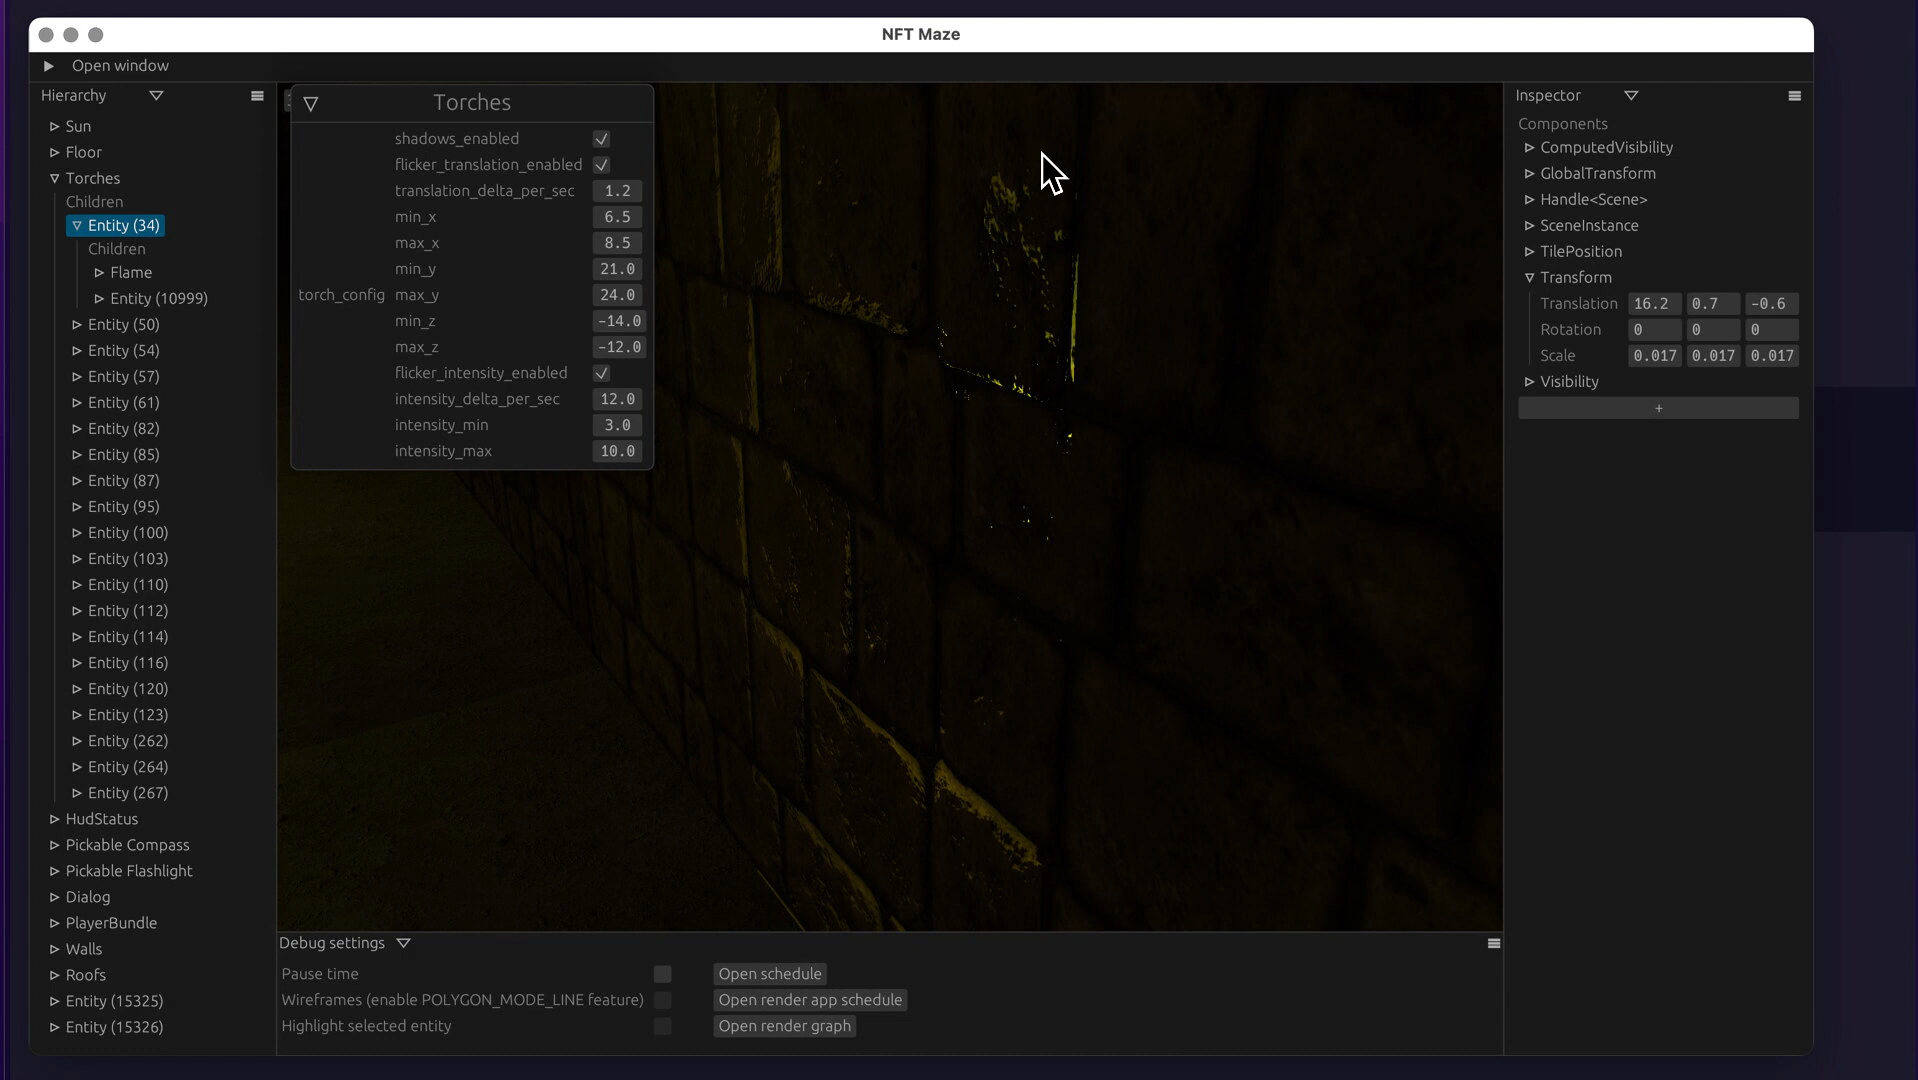 NFT Maze
Open window
Hierarchy
Sun
Floor
Torches
Children
Entity (34)
Children
Flame
Entity (10999)
Entity (50)
Entity (54)
Entity (57)
Entity (61)
Entity (82)
Entity (85)
Entity (87)
Entity (95)
Entity (100)
Entity (103)
Entity (110)
Entity (112)
Entity (114)
Entity (116)
Entity (120)
Entity (123)
Entity (262)
Entity (264)
Entity (267)
HudStatus
Pickable Compass
Pickable Flashlight
Dialog
PlayerBundle
Walls
Roofs
Entity (15325)
Entity (15326)
Torches
torch_config
shadows_enabled
flicker_translation_enabled
translation_delta_per_sec 1.2
min_x 6.5
max_x 8.5
min_y 21.0
max_y 24.0
min_z −14.0
max_z −12.0
flicker_intensity_enabled
intensity_delta_per_sec 12.0
intensity_min 3.0
intensity_max 10.0
Debug settings
Pause time Open schedule
Wireframes (enable POLYGON_MODE_LINE feature) Open render app schedule
Highlight selected entity Open render graph
Inspector
Components
ComputedVisibility
GlobalTransform
Handle<Scene>
SceneInstance
TilePosition
Transform
Translation 16.2 0.7 −0.6
Rotation 0 0 0
Scale 0.017 0.017 0.017
Visibility
+